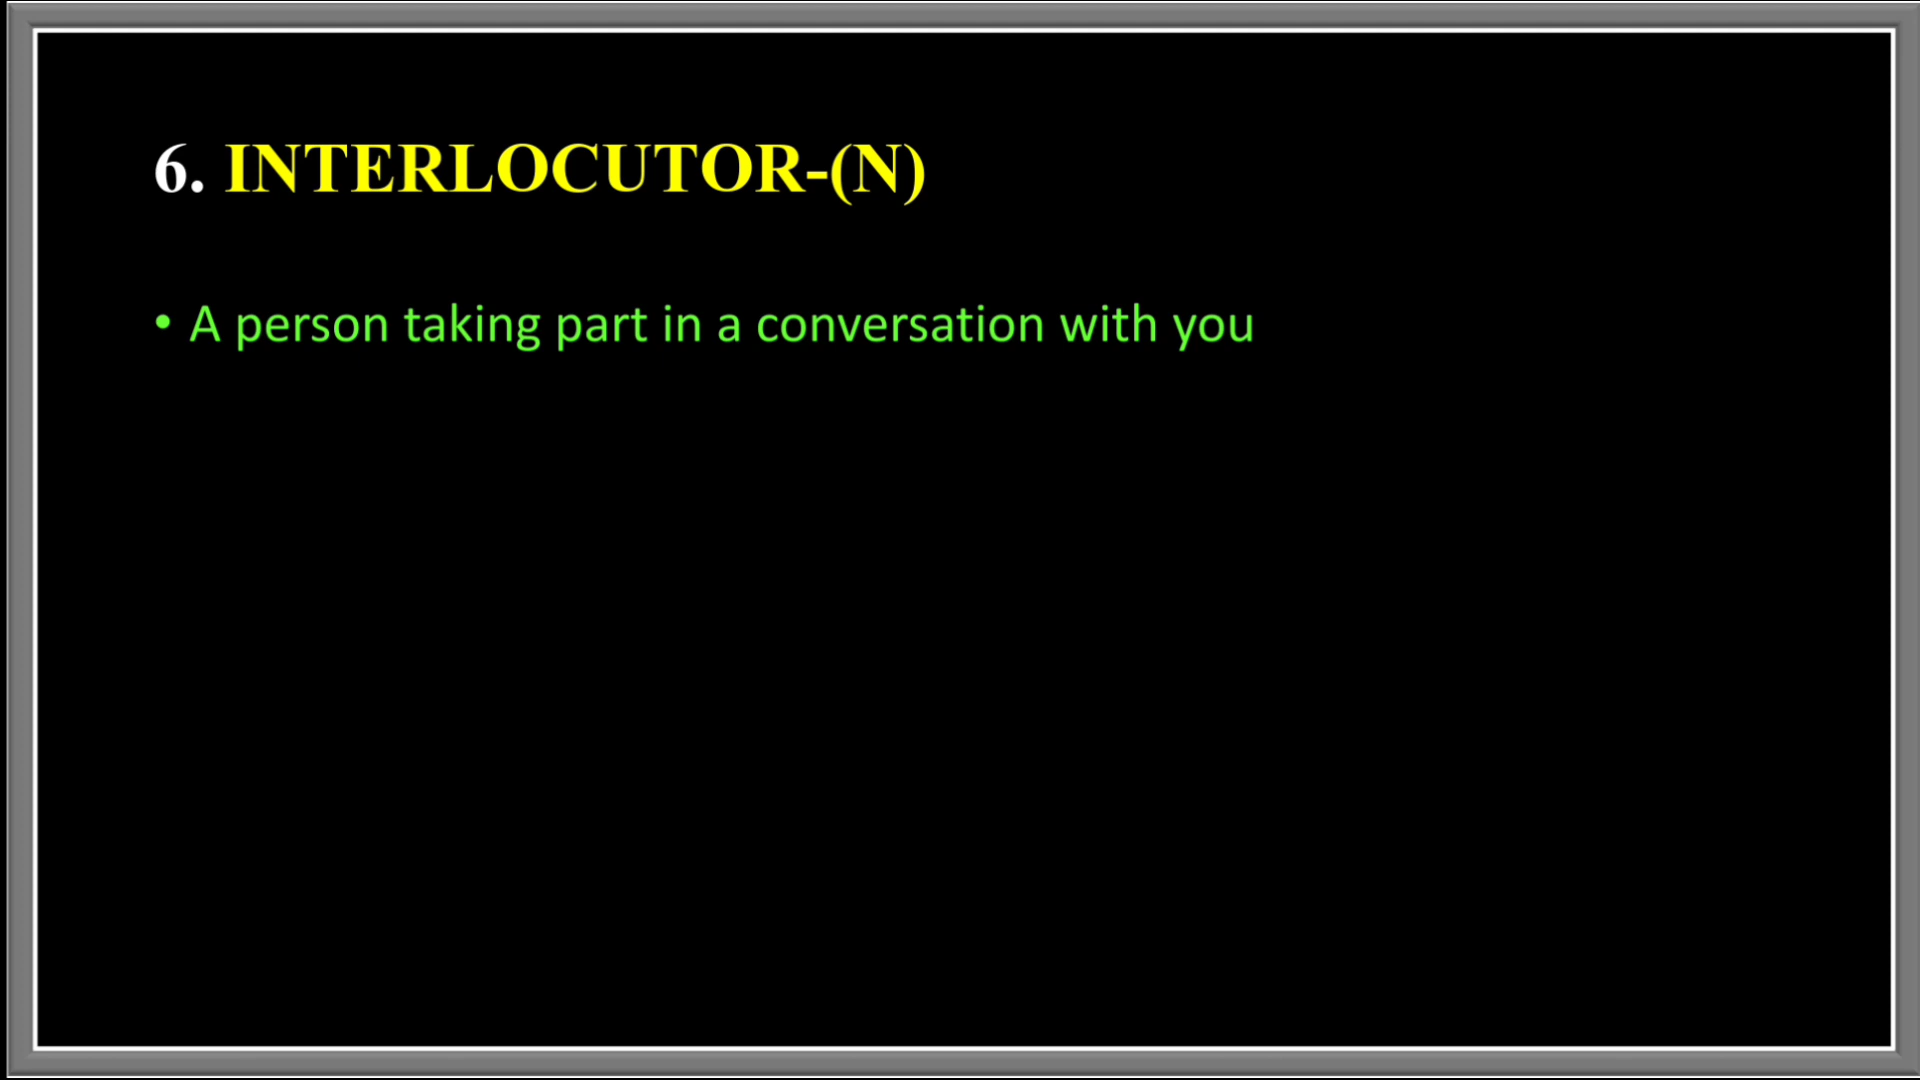 6. INTERLOCUTOR-(N)
• A person taking part in a conversation with you